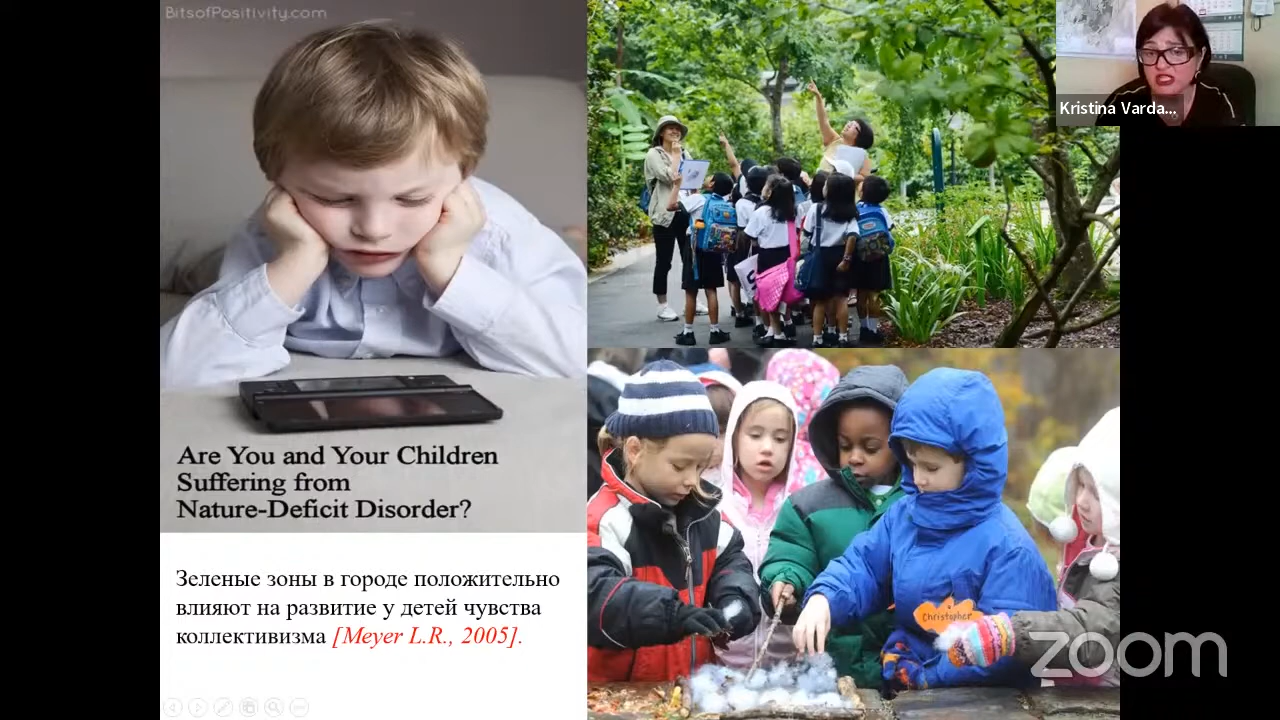 BitsofPositivity.com
Kristina Varda...
Are You and Your Children
Suffering from
Nature-Deficit Disorder?
Зеленые зоны в городе положительно
влияют на развитие у детей чувства
коллективизма [Meyer L.R., 2005].
Christopher
zoom